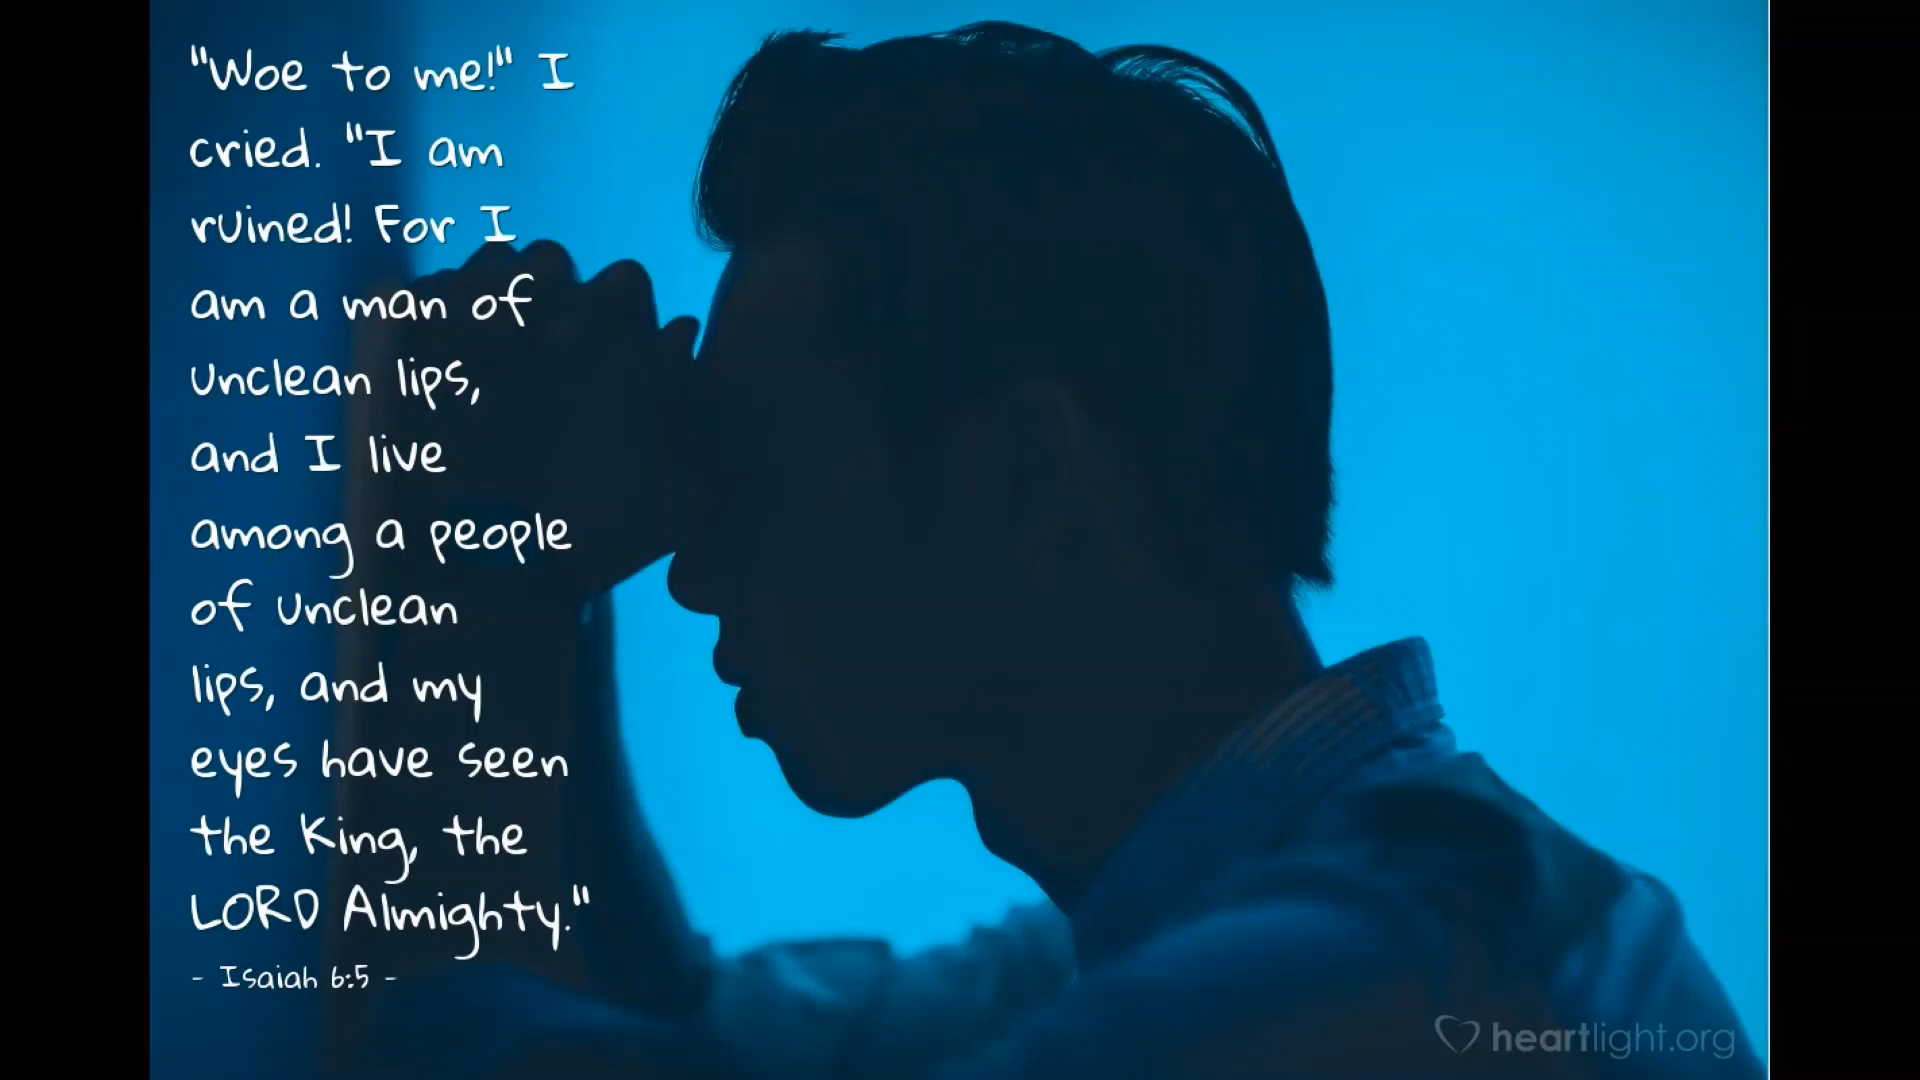 "Woe to me!" I
cried. "I am
ruined! For I
am a man of
unclean lips,
and I live
among a people
of unclean
lips, and my
eyes have seen
the King, the
LORD Almighty."
- Isaiah 6:5 -
heartlight.org